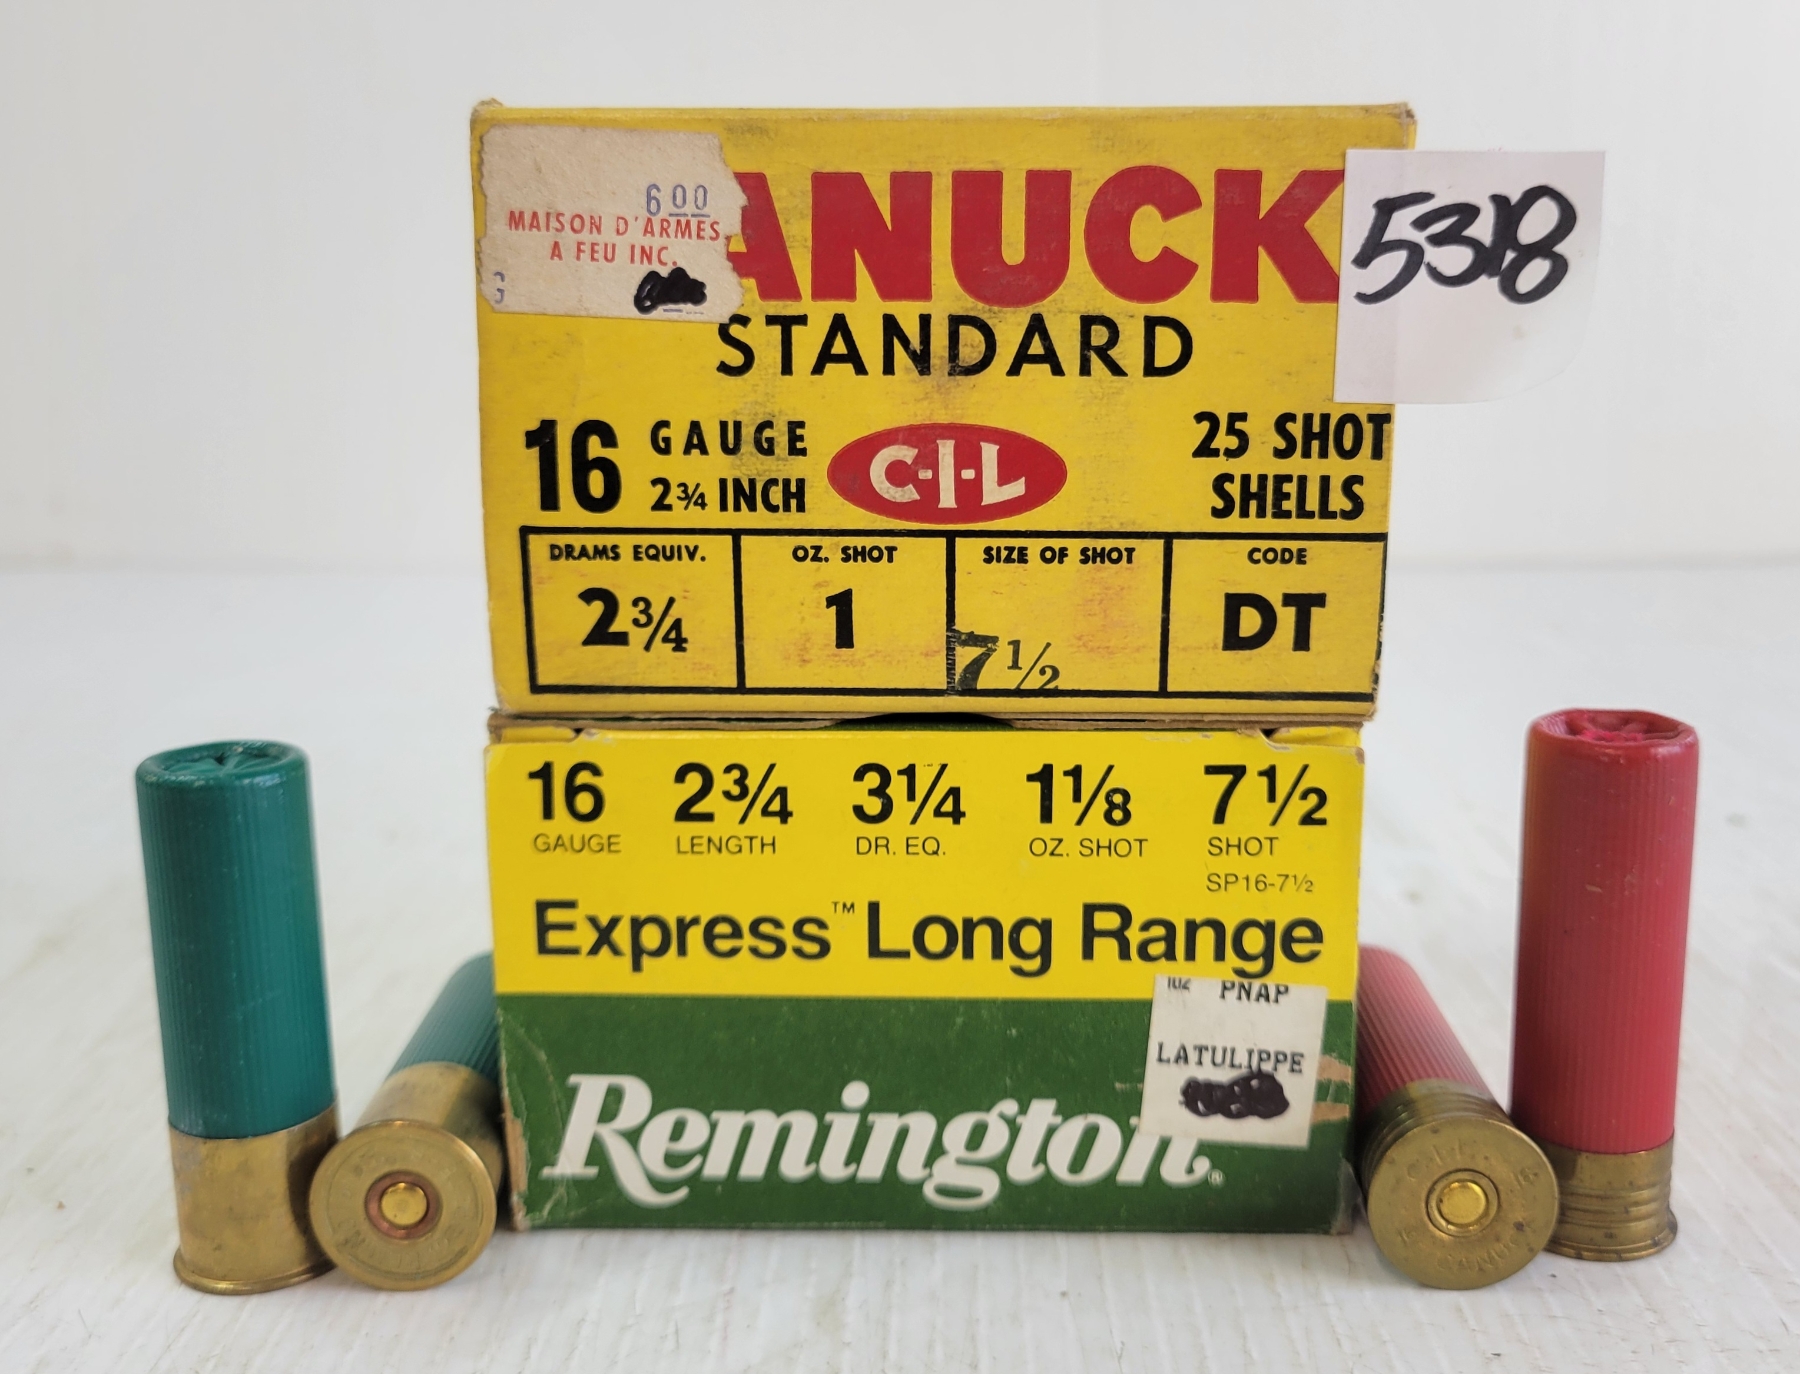 6 00
MAISON D'ARMES
A FEU INC.
ANUCK
5318
STANDARD
16 GAUGE
2¾ INCH
C-I-L
25 SHOT
SHELLS
DRAMS EQUIV. OZ. SHOT SIZE OF SHOT CODE
2¾ 1 7½ DT
16 2¾ 3¼ 1⅛ 7½
GAUGE LENGTH DR. EQ. OZ. SHOT SHOT
SP16-7½
Express™ Long Range
PNAP
LATULIPPE
Remington®